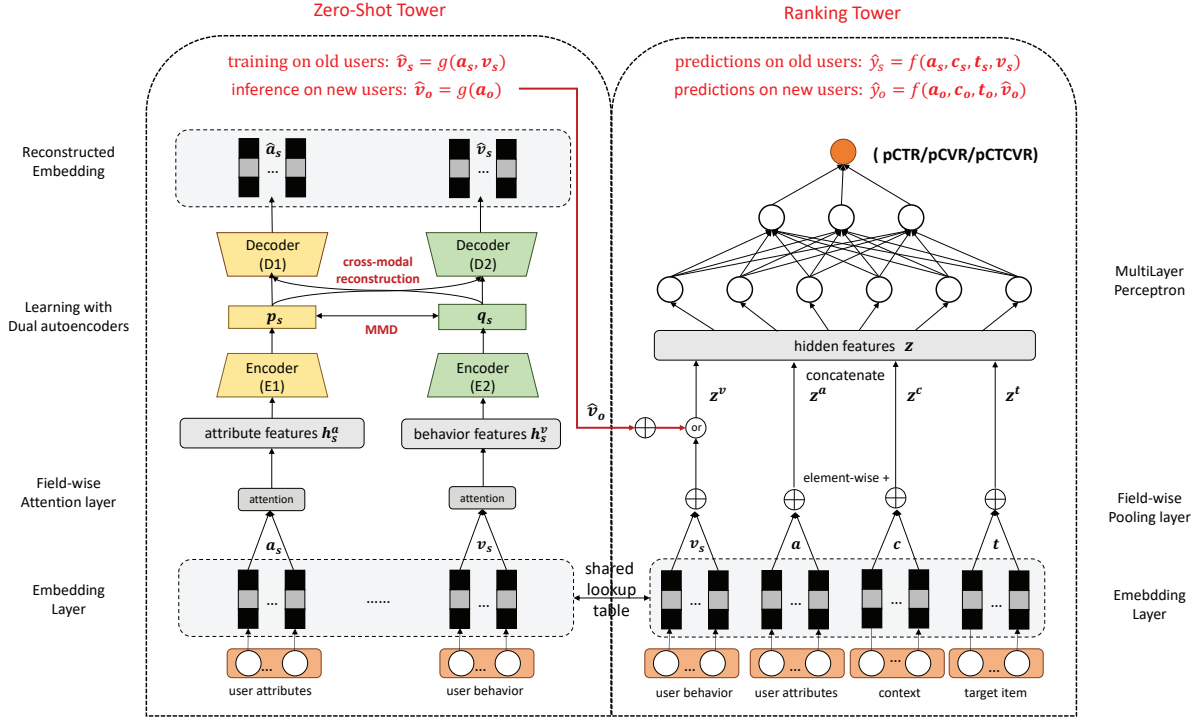 Zero-Shot Tower
Ranking Tower
training on old users: v̂ₛ = g(aₛ, vₛ)
inference on new users: v̂ₒ = g(aₒ)
predictions on old users: ŷₛ = f(aₛ, cₛ, tₛ, vₛ)
predictions on new users: ŷₒ = f(aₒ, cₒ, tₒ, v̂ₒ)
Reconstructed
Embedding
âₛ
...
v̂ₛ
...
( pCTR/pCVR/pCTCVR)
Decoder
(D1)
Decoder
(D2)
cross-modal
reconstruction
Learning with
Dual autoencoders
pₛ
qₛ
MMD
MultiLayer
Perceptron
hidden features z
Encoder
(E1)
Encoder
(E2)
concatenate
zᵛ
zᵃ
zᶜ
zᵗ
v̂ₒ
or
attribute features hₛᵃ
behavior features hₛᵛ
Field-wise
Attention layer
attention
attention
element-wise +
Field-wise
Pooling layer
aₛ
vₛ
vₛ
a
c
t
Embedding
Layer
...
......
...
shared
lookup
table
...
...
...
...
Emebdding
Layer
...
...
...
...
...
...
user attributes
user behavior
user behavior
user attributes
context
target item